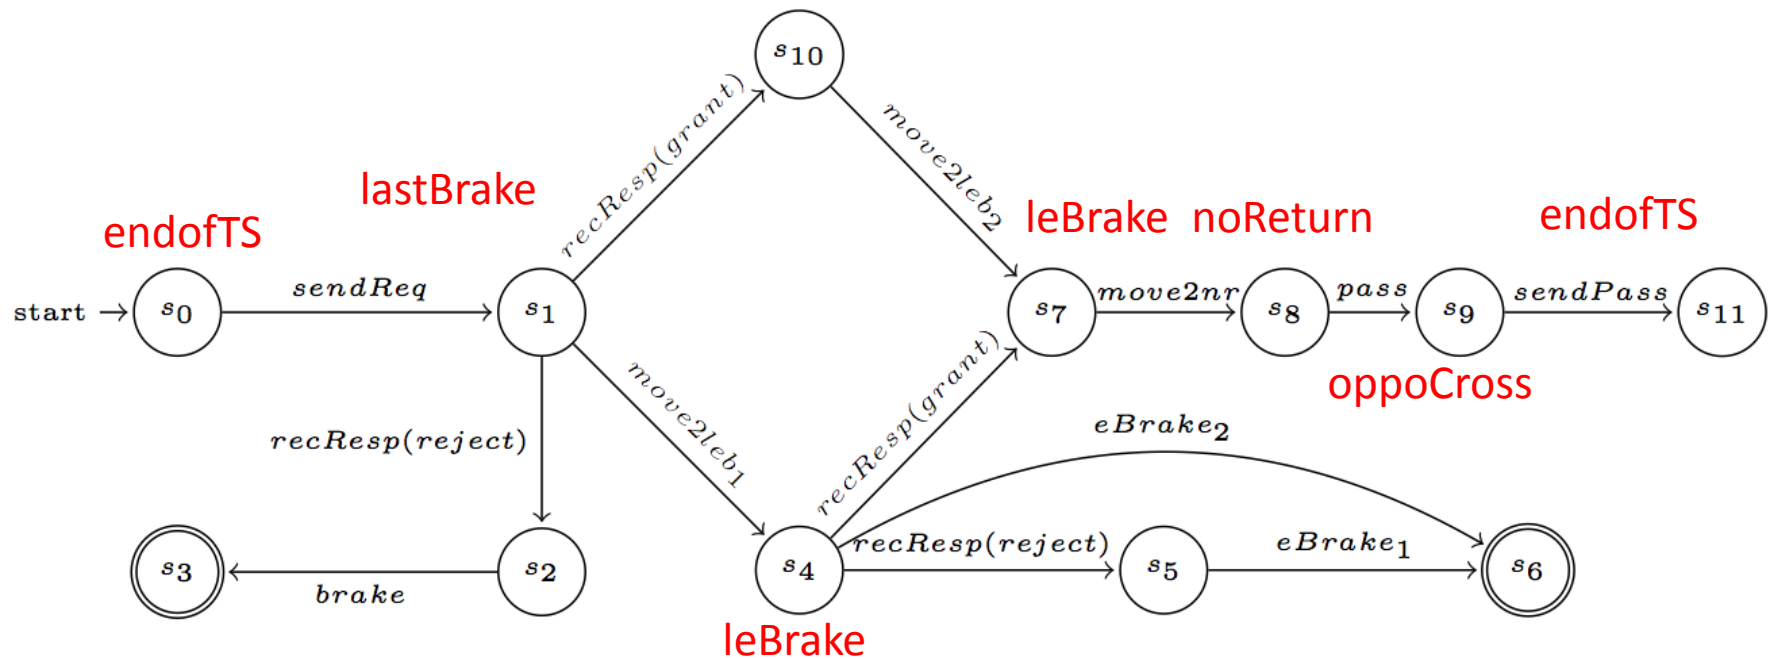 s10
recResp(grant)
move2leb2
lastBrake
endofTS
leBrake
noReturn
endofTS
start
s0
sendReq
s1
s7
move2nr
s8
pass
s9
sendPass
s11
oppoCross
recResp(reject)
move2leb1
recResp(grant)
eBrake2
s3
brake
s2
s4
recResp(reject)
s5
eBrake1
s6
leBrake